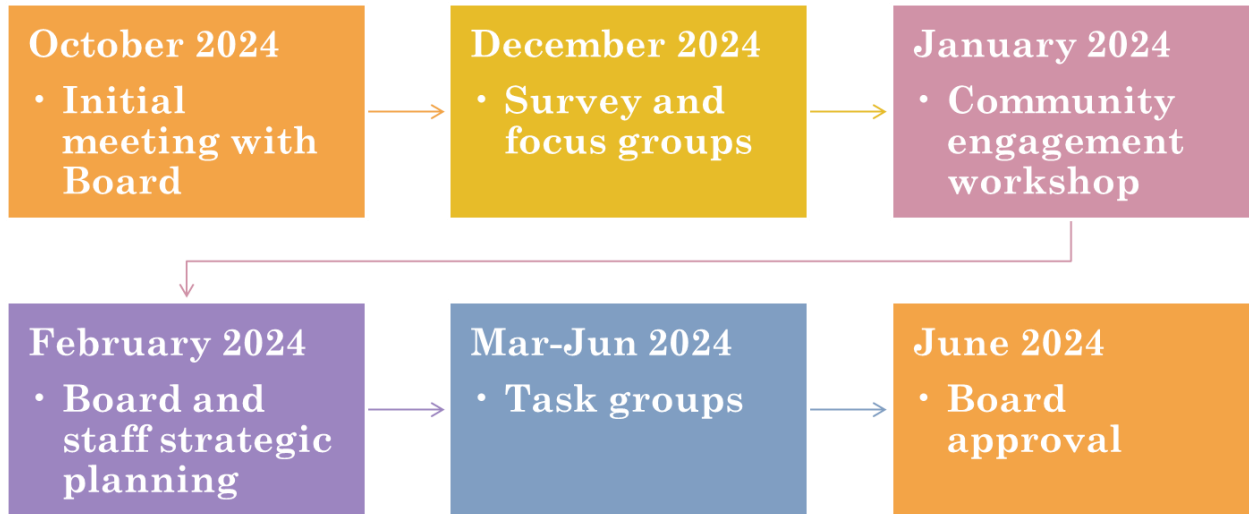 October 2024
• Initial
meeting with
Board
December 2024
• Survey and
focus groups
January 2024
• Community
engagement
workshop
February 2024
• Board and
staff strategic
planning
Mar-Jun 2024
• Task groups
June 2024
• Board
approval